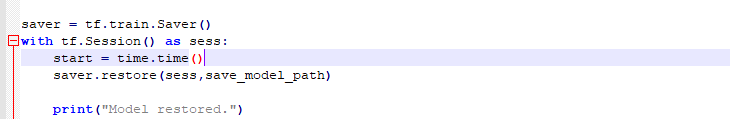 saver = tf.train.Saver()
with tf.Session() as sess:
    start = time.time()
    saver.restore(sess,save_model_path)
    print("Model restored.")